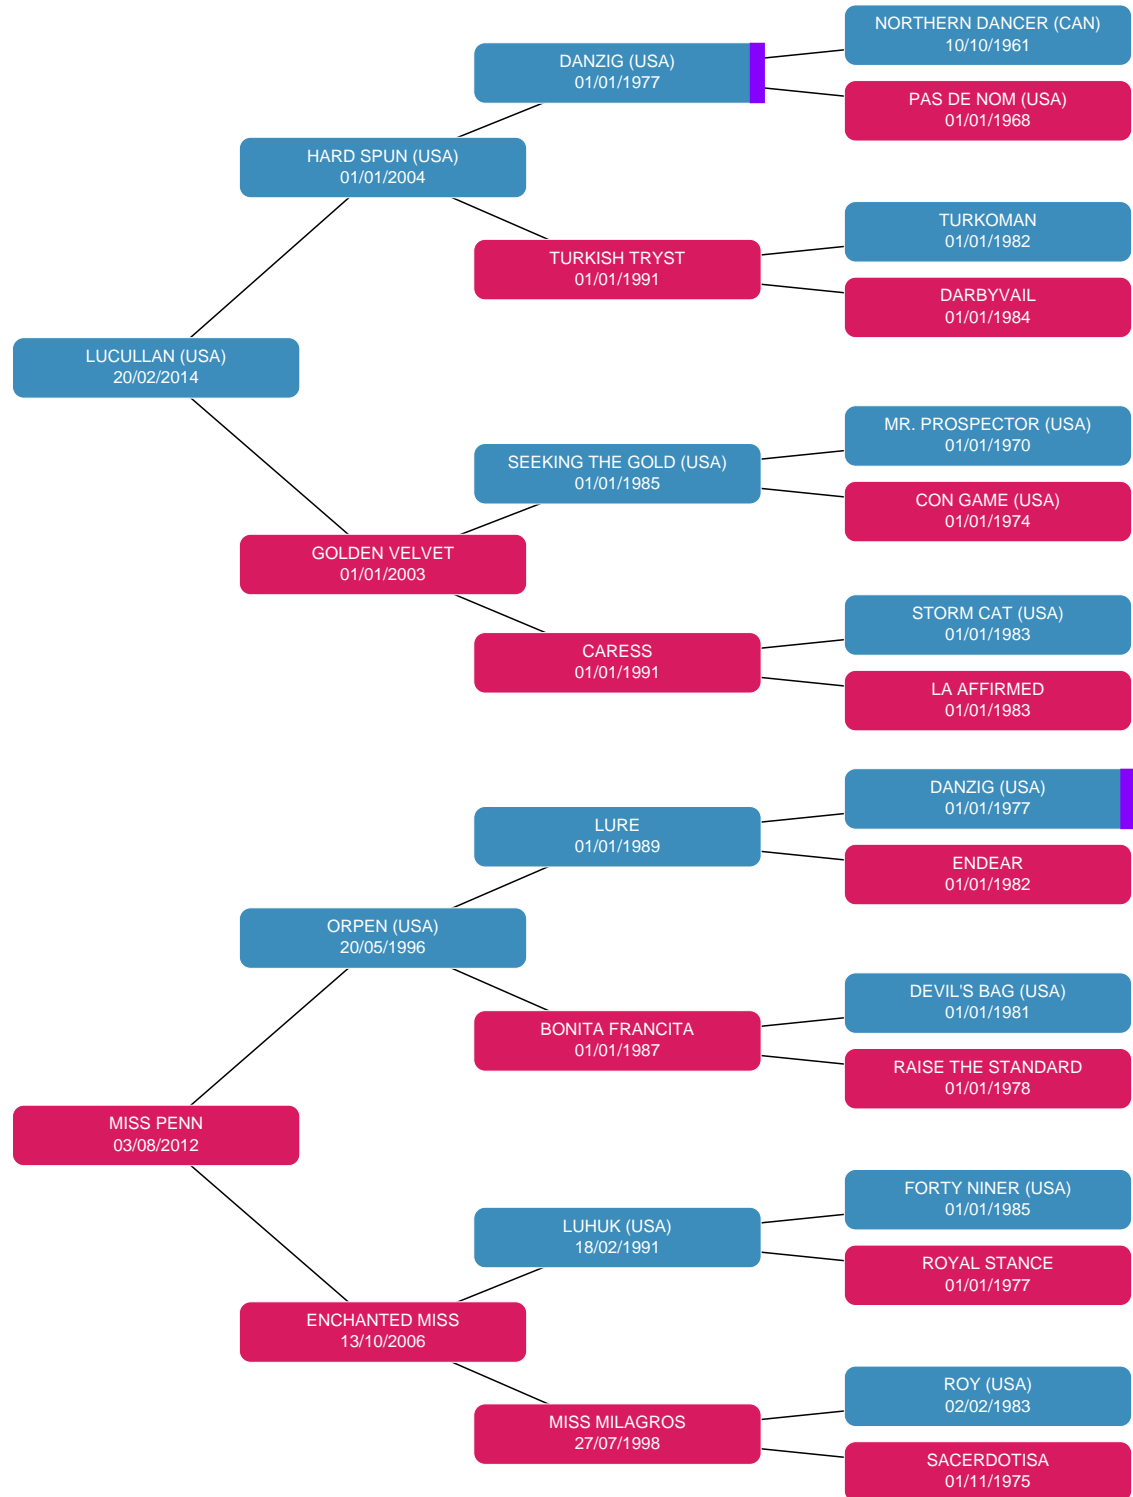 NORTHERN DANCER (CAN)
10/10/1961
DANZIG (USA)
01/01/1977
PAS DE NOM (USA)
01/01/1968
HARD SPUN (USA)
01/01/2004
TURKOMAN
01/01/1982
TURKISH TRYST
01/01/1991
DARBYVAIL
01/01/1984
LUCULLAN (USA)
20/02/2014
MR. PROSPECTOR (USA)
01/01/1970
SEEKING THE GOLD (USA)
01/01/1985
CON GAME (USA)
01/01/1974
GOLDEN VELVET
01/01/2003
STORM CAT (USA)
01/01/1983
CARESS
01/01/1991
LA AFFIRMED
01/01/1983
DANZIG (USA)
01/01/1977
LURE
01/01/1989
ENDEAR
01/01/1982
ORPEN (USA)
20/05/1996
DEVIL'S BAG (USA)
01/01/1981
BONITA FRANCITA
01/01/1987
RAISE THE STANDARD
01/01/1978
MISS PENN
03/08/2012
FORTY NINER (USA)
01/01/1985
LUHUK (USA)
18/02/1991
ROYAL STANCE
01/01/1977
ENCHANTED MISS
13/10/2006
ROY (USA)
02/02/1983
MISS MILAGROS
27/07/1998
SACERDOTISA
01/11/1975